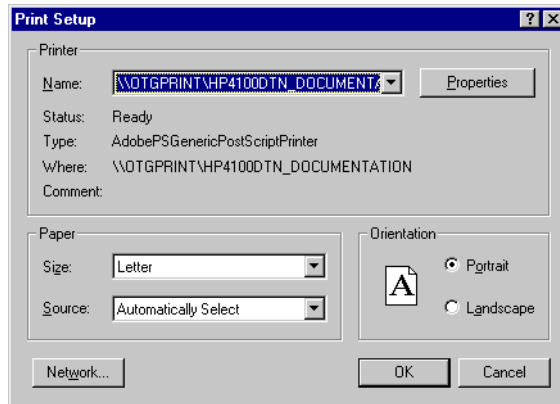 Print Setup
Printer
Name: \\OTGPRINT\HP4100DTN_DOCUMENTA
Properties
Status: Ready
Type: AdobePSGenericPostScriptPrinter
Where: \\OTGPRINT\HP4100DTN_DOCUMENTATION
Comment:
Paper
Size: Letter
Source: Automatically Select
Orientation
A
Portrait
Landscape
Network... OK Cancel